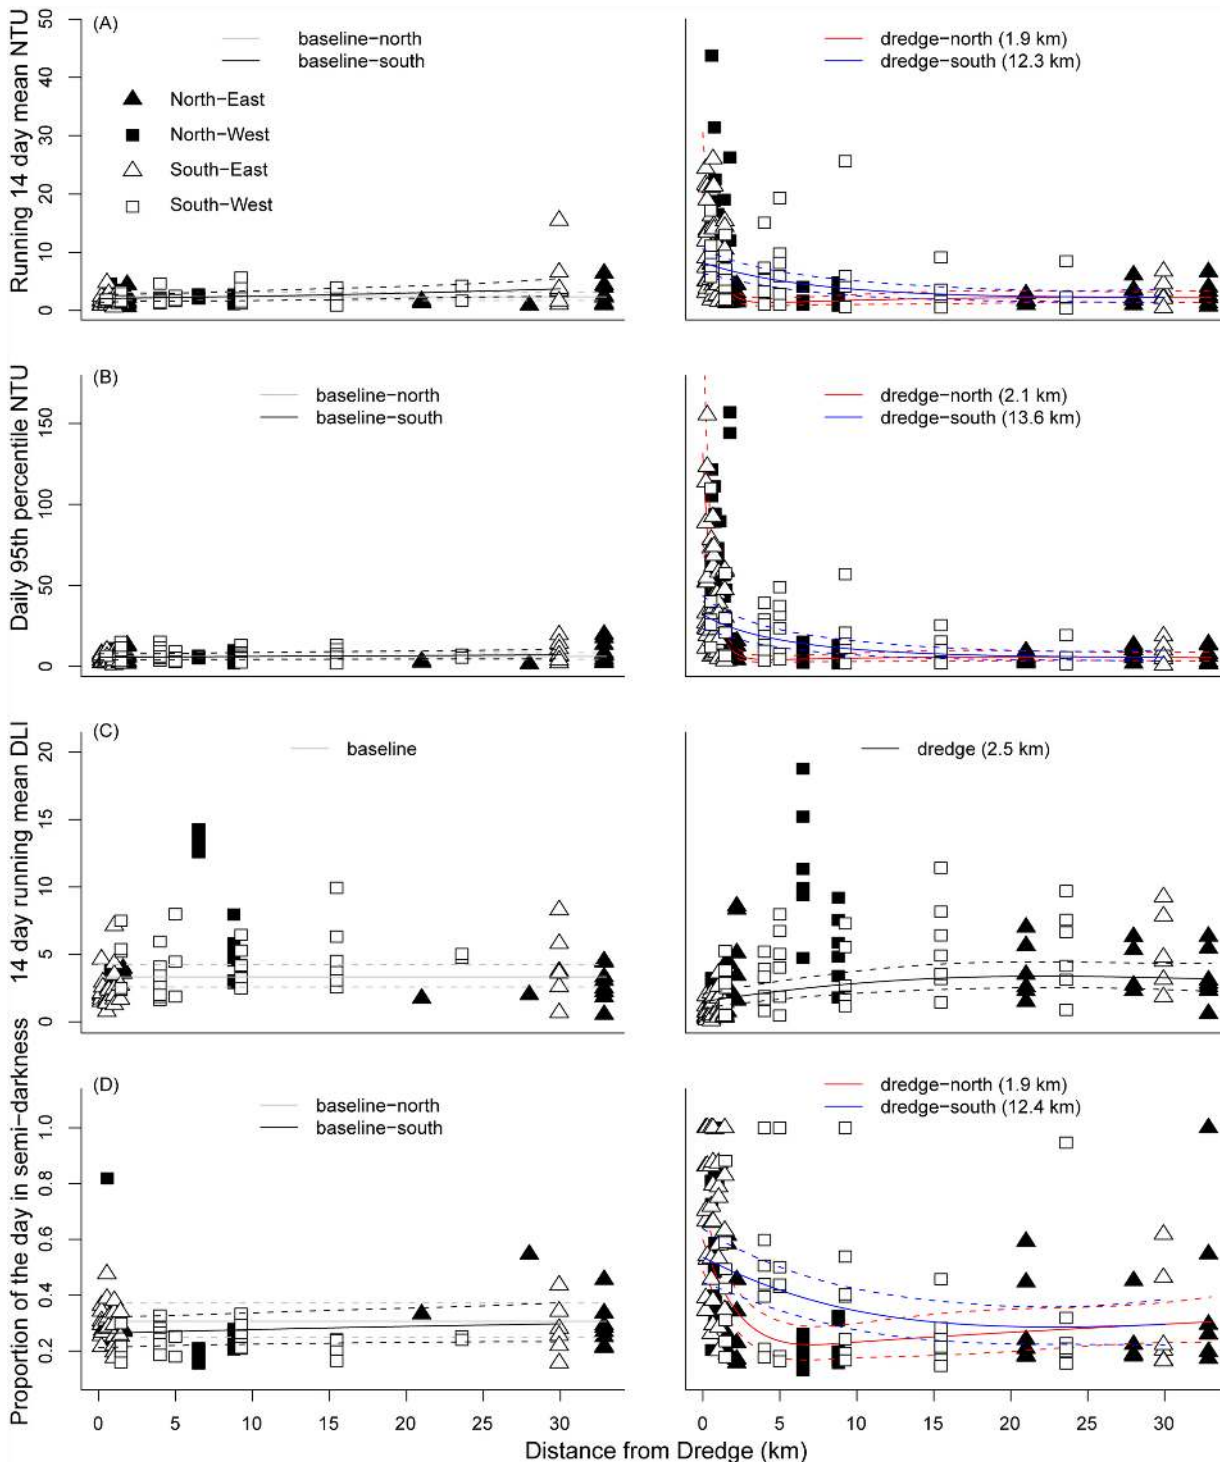 (A)
Running 14 day mean NTU
50
40
30
20
10
0
baseline−north
baseline−south
North−East
North−West
South−East
South−West
dredge−north (1.9 km)
dredge−south (12.3 km)
(B)
Daily 95th percentile NTU
150
100
50
0
baseline−north
baseline−south
dredge−north (2.1 km)
dredge−south (13.6 km)
(C)
14 day running mean DLI
20
15
10
5
0
baseline
dredge (2.5 km)
(D)
Proportion of the day in semi−darkness
1.0
0.8
0.6
0.4
0.2
baseline−north
baseline−south
dredge−north (1.9 km)
dredge−south (12.4 km)
0 5 10 15 20 25 30
0 5 10 15 20 25 30
Distance from Dredge (km)